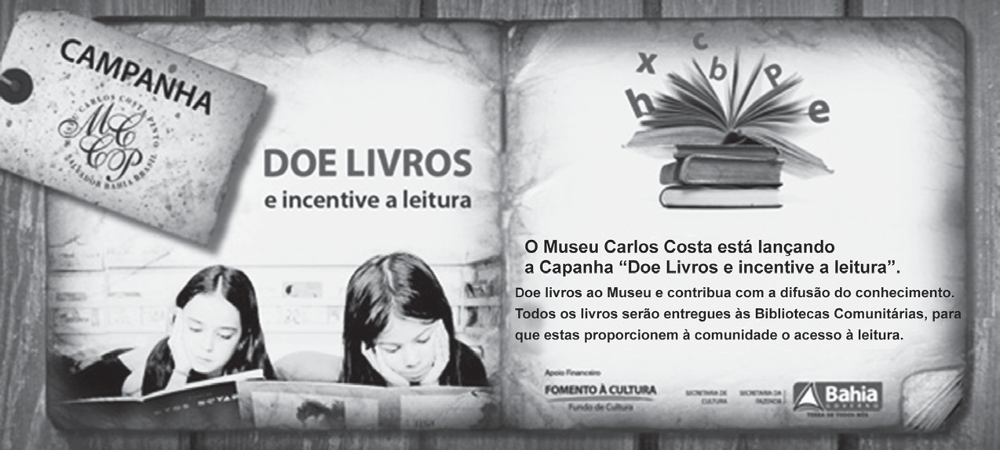 CAMPANHA
MUSEU CARLOS COSTA PINTO
MCCP
SALVADOR BAHIA BRASIL
DOE LIVROS
e incentive a leitura
x c b p h e
O Museu Carlos Costa está lançando
a Capanha “Doe Livros e incentive a leitura”.
Doe livros ao Museu e contribua com a difusão do conhecimento.
Todos os livros serão entregues às Bibliotecas Comunitárias, para
que estas proporcionem à comunidade o acesso à leitura.
Apoio Financeiro
FOMENTO À CULTURA
Fundo de Cultura
SECRETARIA DE
CULTURA
SECRETARIA DA
FAZENDA
Bahia
GOVERNO
TERRA DE TODOS NÓS